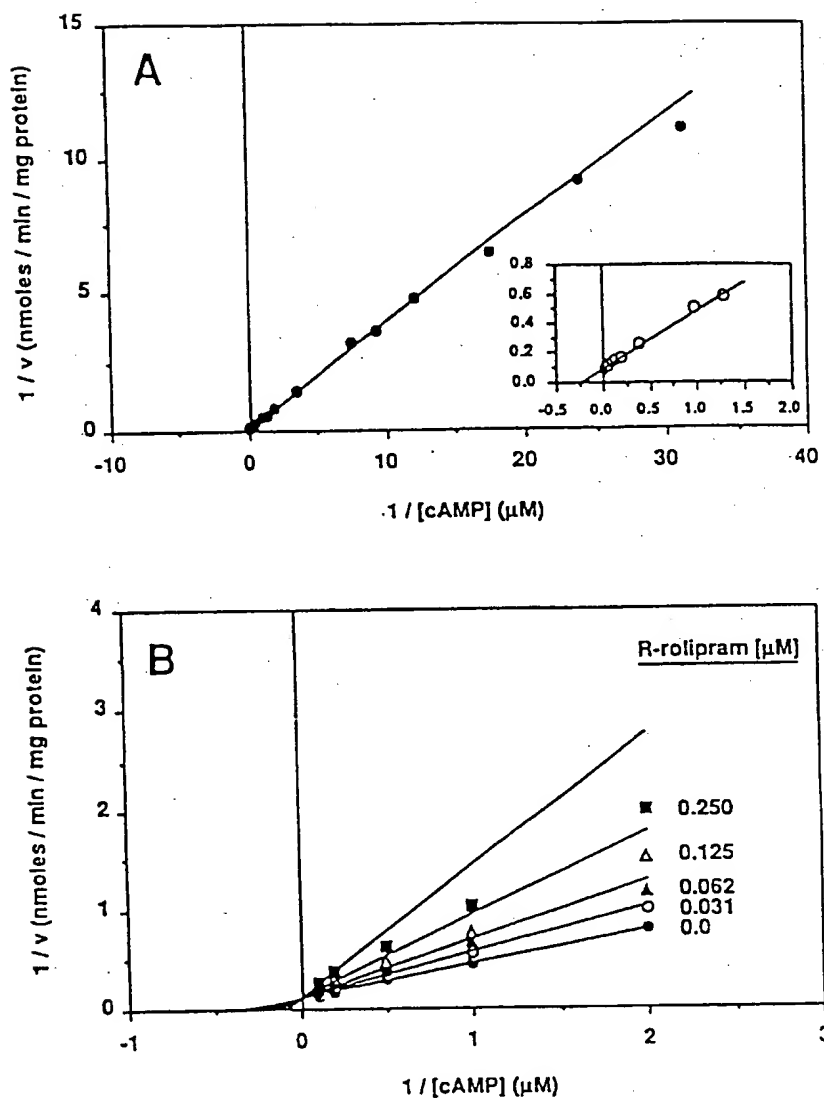 A
15
10
5
0
1 / v (nmoles / min / mg protein)
-10 0 10 20 30 40
1 / [cAMP] (µM)
0.8
0.6
0.4
0.2
0.0
-0.5 0.0 0.5 1.0 1.5 2.0
B
4
3
2
1
0
1 / v (nmoles / min / mg protein)
R-rolipram [µM]
0.250
0.125
0.062
0.031
0.0
-1 0 1 2 3
1 / [cAMP] (µM)